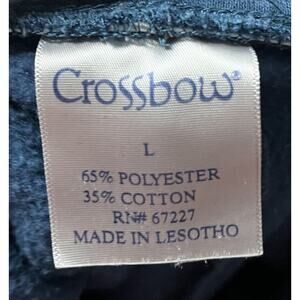 Crossbow®
L
65% POLYESTER
35% COTTON
RN# 67227
MADE IN LESOTHO